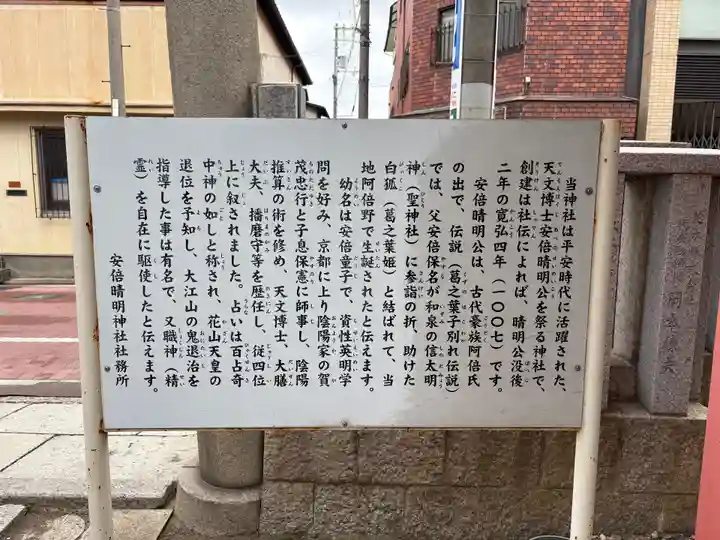 当神社は平安時代に活躍された、
天文博士安倍晴明公を祭る神社で、
創建は社伝によれば、晴明公没後
二年の寛弘四年（一〇〇七）です。
安倍晴明公は、古代豪族阿倍氏
の出で、伝説（葛之葉子別れ伝説）
では、父安倍保名が和泉の信太明
神（聖神社）に参詣の折、助けた
白狐（葛之葉姫）と結ばれて、当
地阿倍野で生誕されたと伝えます。
幼名は安倍童子で、資性英明学
問を好み、京都に上り陰陽家の賀
茂忠行と子息保憲に師事し、陰陽
推算の術を修め、天文博士、大膳
大夫、播磨守等を歴任し、従四位
上に叙されました。占いは百占奇
中神の如しと称され、花山天皇の
退位を予知し、大江山の鬼退治を
指導した事は有名で、又職神（精
霊）を自在に駆使したと伝えます。
安倍晴明神社社務所